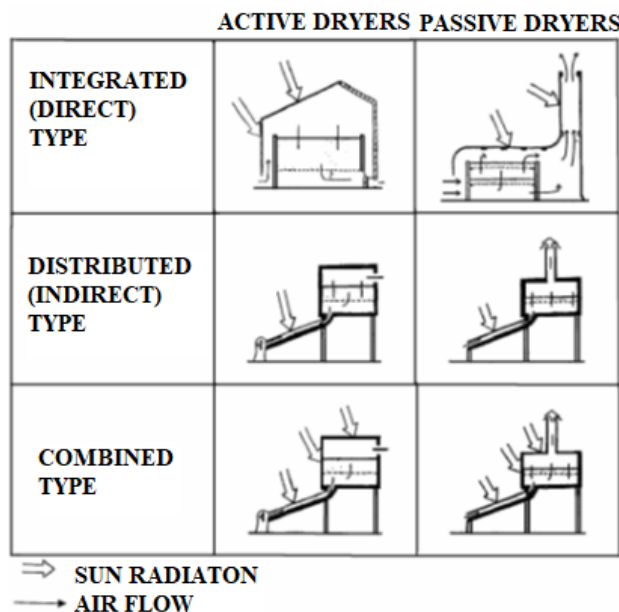 ACTIVE DRYERS PASSIVE DRYERS
INTEGRATED
(DIRECT)
TYPE
DISTRIBUTED
(INDIRECT)
TYPE
COMBINED
TYPE
SUN RADIATON
AIR FLOW